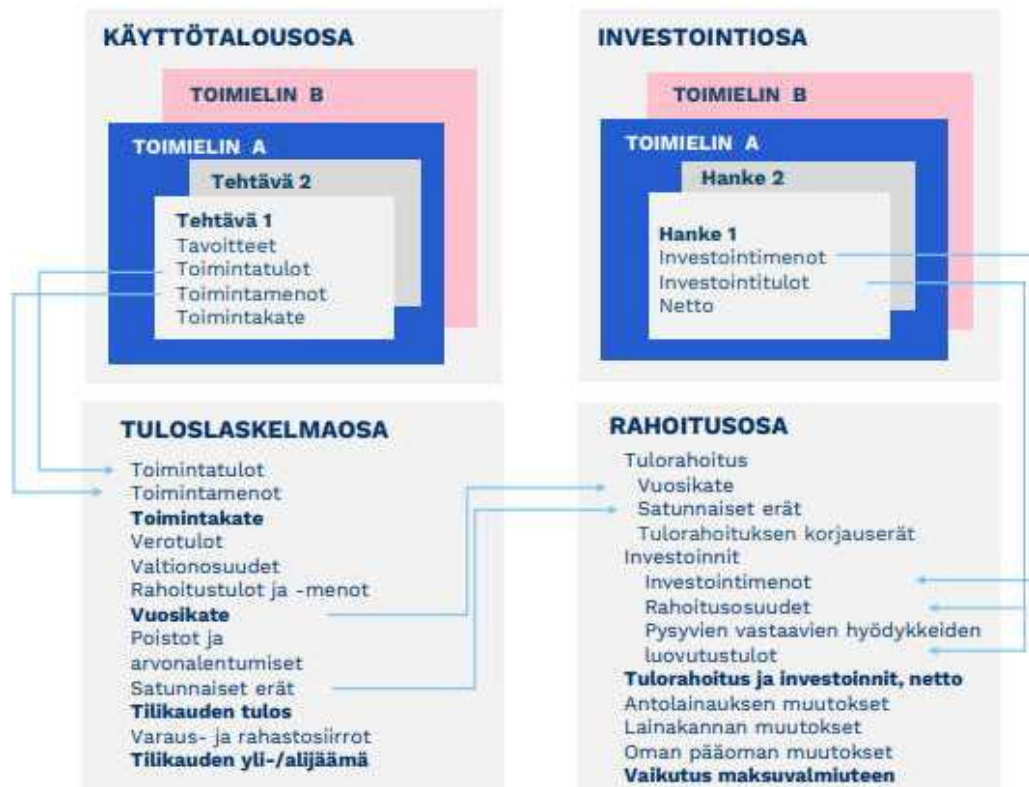 KÄYTTÖTALOUSOSA
TOIMIELIN B
TOIMIELIN A
Tehtävä 2
Tehtävä 1
Tavoitteet
Toimintatulot
Toimintamenot
Toimintakate
INVESTOINTIOSA
TOIMIELIN B
TOIMIELIN A
Hanke 2
Hanke 1
Investointimenot
Investointitulot
Netto
TULOSLASKELMAOSA
Toimintatulot
Toimintamenot
Toimintakate
Verotulot
Valtionosuudet
Rahoitustulot ja -menot
Vuosikate
Poistot ja
arvonalentumiset
Satunnaiset erät
Tilikauden tulos
Varaus- ja rahastosiirrot
Tilikauden yli-/alijäämä
RAHOITUSOSA
Tulorahoitus
Vuosikate
Satunnaiset erät
Tulorahoituksen korjauserät
Investoinnit
Investointimenot
Rahoitusosuudet
Pysyvien vastaavien hyödykkeiden
luovutustulot
Tulorahoitus ja investoinnit, netto
Antolainauksen muutokset
Lainakannan muutokset
Oman pääoman muutokset
Vaikutus maksuvalmiuteen